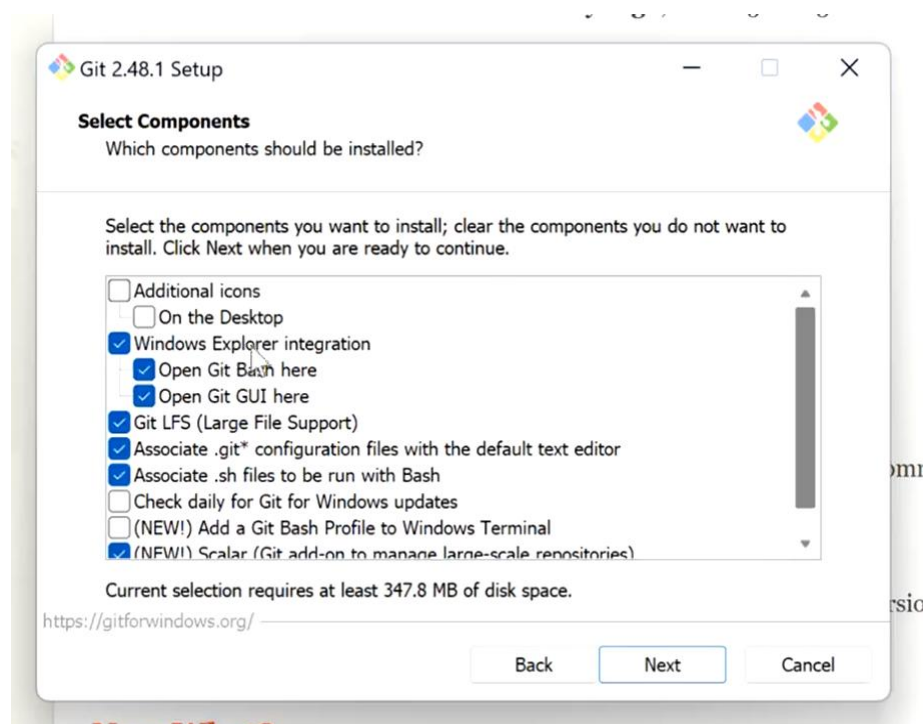 Git 2.48.1 Setup
Select Components
Which components should be installed?
Select the components you want to install; clear the components you do not want to
install. Click Next when you are ready to continue.
Additional icons
On the Desktop
Windows Explorer integration
Open Git Bash here
Open Git GUI here
Git LFS (Large File Support)
Associate .git* configuration files with the default text editor
Associate .sh files to be run with Bash
Check daily for Git for Windows updates
(NEW!) Add a Git Bash Profile to Windows Terminal
(NEW!) Scalar (Git add-on to manage large-scale repositories)
Current selection requires at least 347.8 MB of disk space.
https://gitforwindows.org/
Back Next Cancel